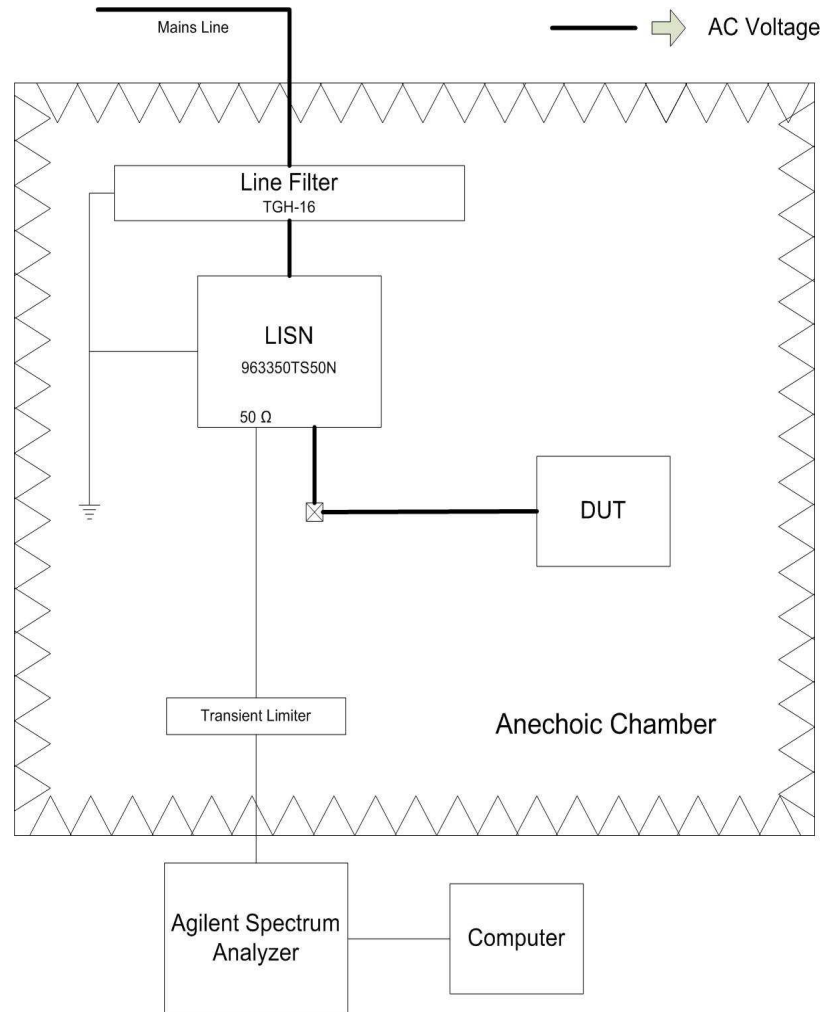 Mains Line
AC Voltage
Line Filter
TGH-16
LISN
963350TS50N
50 Ω
DUT
Transient Limiter
Anechoic Chamber
Agilent Spectrum
Analyzer
Computer